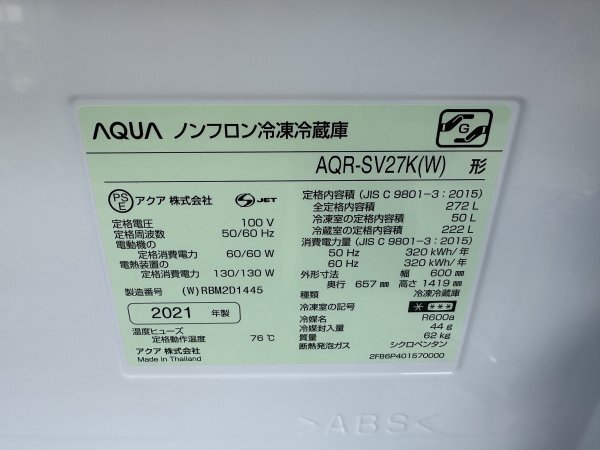 AQUA ノンフロン冷凍冷蔵庫
G
AQR-SV27K(W) 形
PSE アクア 株式会社 S JET
定格電圧 100 V
定格周波数 50/60 Hz
電動機の
定格消費電力 60/60 W
電熱装置の
定格消費電力 130/130 W
製造番号 (W)RBM2D1445
2021 年製
温度ヒューズ
定格動作温度 76℃
アクア 株式会社
Made in Thailand
定格内容積 (JIS C 9801-3:2015)
全定格内容積 272 L
冷凍室の定格内容積 50 L
冷蔵室の定格内容積 222 L
消費電力量 (JIS C 9801-3:2015)
50 Hz 320 kWh/年
60 Hz 320 kWh/年
外形寸法 幅 600 mm
奥行 657 mm 高さ 1419 mm
種類 冷凍冷蔵庫
冷凍室の記号 * ***
冷媒名 R600a
冷媒封入量 44g
質量 62 kg
断熱発泡ガス シクロペンタン
2FB6P401570000
>ABS<